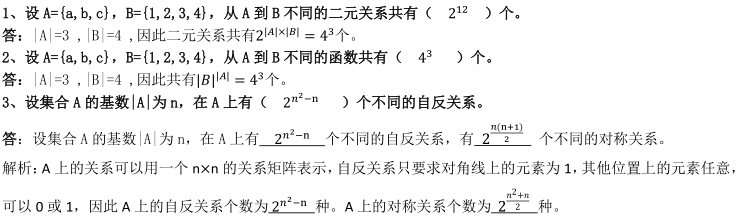 1、设 A={a,b,c}，B={1,2,3,4}，从 A 到 B 不同的二元关系共有（ 2^{12} ）个。
答：|A|=3 ,|B|=4 ,因此二元关系共有2^{|A|×|B|} = 4^3个。
2、设 A={a,b,c}，B={1,2,3,4}，从 A 到 B 不同的函数共有（ 4^3 ）个。
答：|A|=3 ,|B|=4 ,因此共有|B|^{|A|} = 4^3个。
3、设集合 A 的基数|A|为 n，在 A 上有（ 2^{n^2−n} ）个不同的自反关系。
答：设集合 A 的基数|A|为 n，在 A 上有 2^{n^2−n} 个不同的自反关系，有 2^{\frac{n(n+1)}{2}} 个不同的对称关系。
解析：A 上的关系可以用一个 n×n 的关系矩阵表示，自反关系只要求对角线上的元素为 1，其他位置上的元素任意，
可以 0 或 1，因此 A 上的自反关系个数为 2^{n^2−n} 种。A 上的对称关系个数为 2^{\frac{n^2+n}{2}} 种。